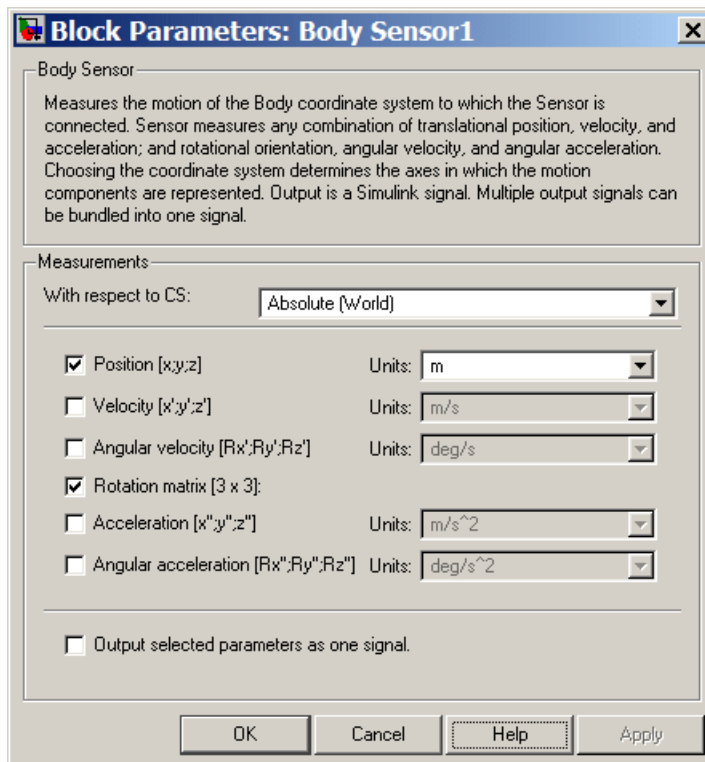 Block Parameters: Body Sensor1
Body Sensor
Measures the motion of the Body coordinate system to which the Sensor is
connected. Sensor measures any combination of translational position, velocity, and
acceleration; and rotational orientation, angular velocity, and angular acceleration.
Choosing the coordinate system determines the axes in which the motion
components are represented. Output is a Simulink signal. Multiple output signals can
be bundled into one signal.
Measurements
With respect to CS: Absolute (World)
Position [x;y;z] Units: m
Velocity [x';y';z'] Units: m/s
Angular velocity [Rx';Ry';Rz'] Units: deg/s
Rotation matrix [3 x 3]:
Acceleration [x";y";z"] Units: m/s^2
Angular acceleration [Rx";Ry";Rz"] Units: deg/s^2
Output selected parameters as one signal.
OK Cancel Help Apply